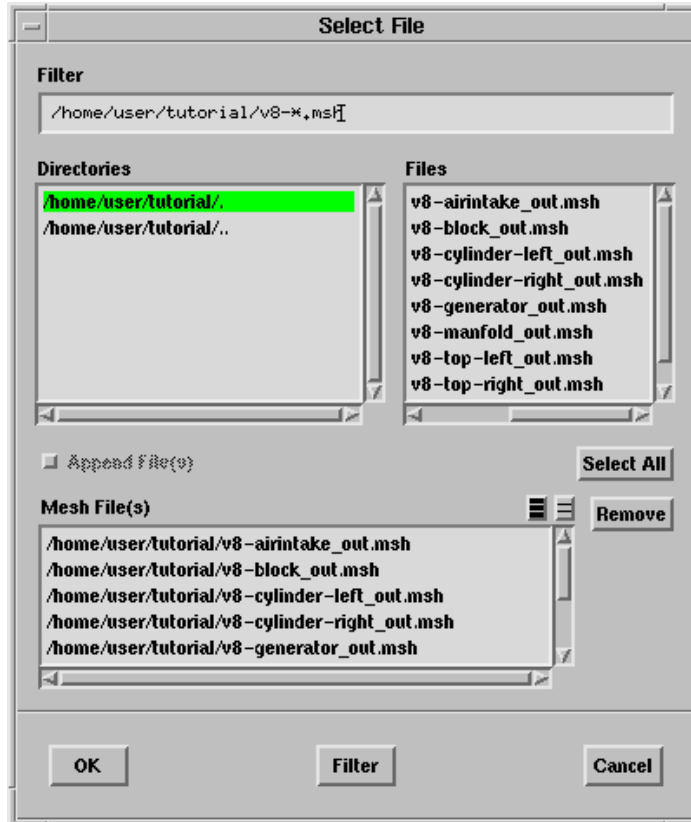 Select File
Filter
/home/user/tutorial/v8-*.msh
Directories
/home/user/tutorial/.
/home/user/tutorial/..
Files
v8-airintake_out.msh
v8-block_out.msh
v8-cylinder-left_out.msh
v8-cylinder-right_out.msh
v8-generator_out.msh
v8-manfold_out.msh
v8-top-left_out.msh
v8-top-right_out.msh
Append File(s)
Select All
Mesh File(s)
Remove
/home/user/tutorial/v8-airintake_out.msh
/home/user/tutorial/v8-block_out.msh
/home/user/tutorial/v8-cylinder-left_out.msh
/home/user/tutorial/v8-cylinder-right_out.msh
/home/user/tutorial/v8-generator_out.msh
OK
Filter
Cancel